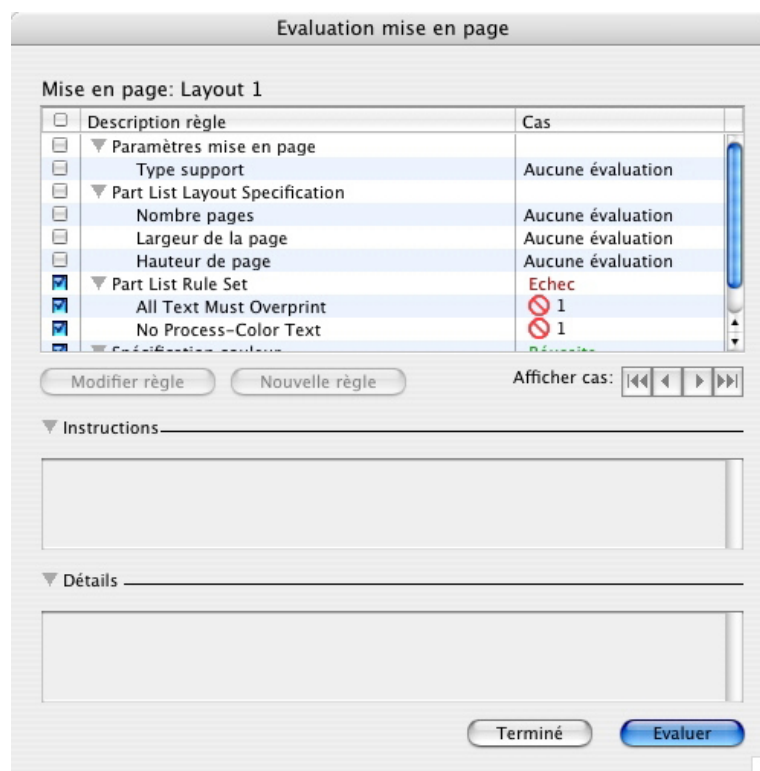 Evaluation mise en page
Mise en page: Layout 1
Description règle Cas
Paramètres mise en page
Type support Aucune évaluation
Part List Layout Specification
Nombre pages Aucune évaluation
Largeur de la page Aucune évaluation
Hauteur de page Aucune évaluation
Part List Rule Set Echec
All Text Must Overprint 1
No Process-Color Text 1
Spécification couleur Réussite
Modifier règle Nouvelle règle Afficher cas:
Instructions
Détails
Terminé Evaluer